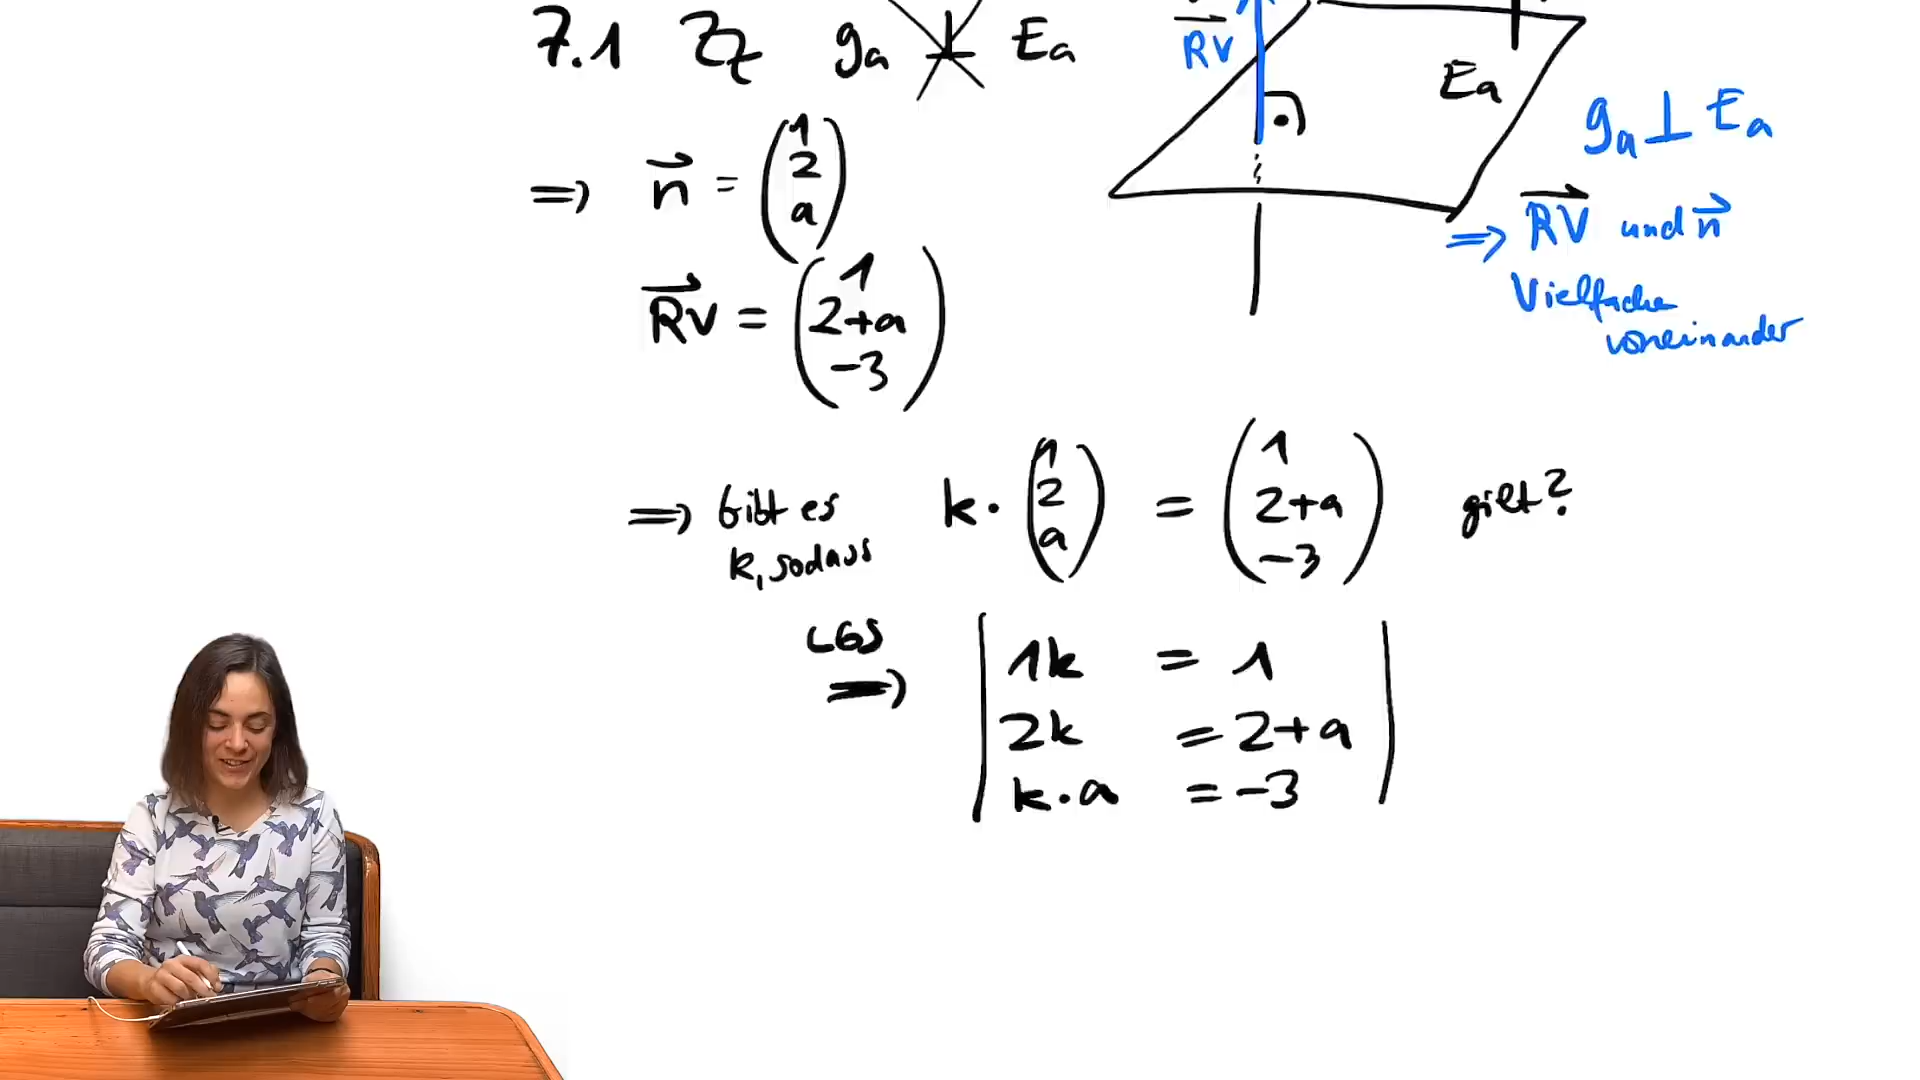 7.1 Zz gₐ ⊥ Eₐ
⇒ n⃗ = (1 2 a)
RV = (1 2+a -3)
RV
Eₐ
gₐ ⊥ Eₐ
⇒ RV und n⃗
Vielfache
voneinander
⇒ Gibt es k · (1 2 a) = (1 2+a -3) gilt?
k, sodass
LGS
⇒
1k = 1
2k = 2+a
k·a = -3